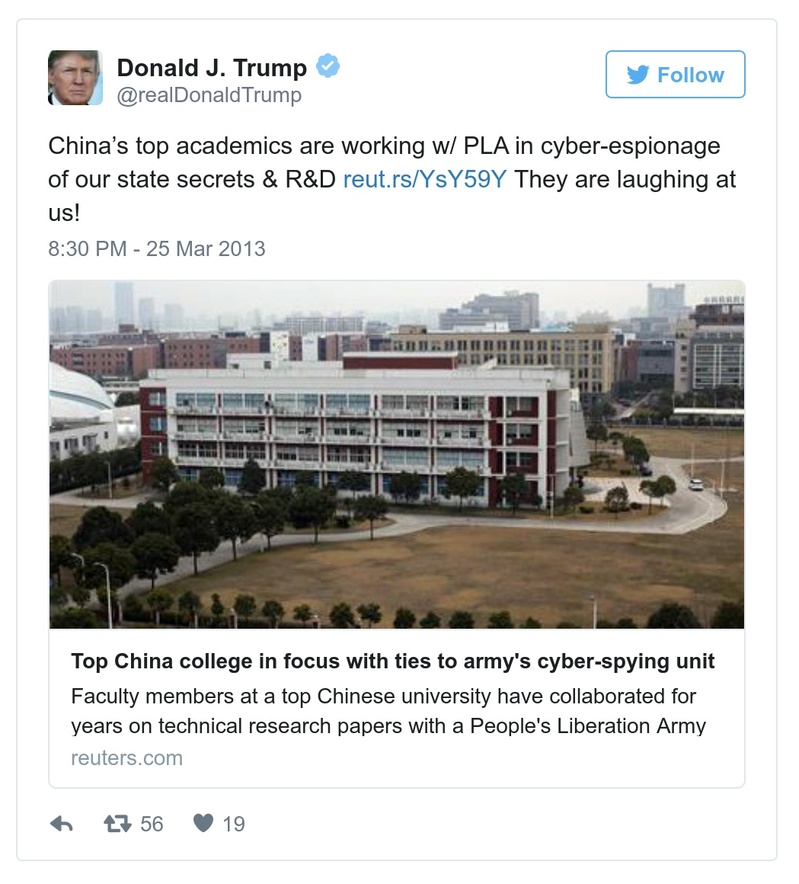 Donald J. Trump
@realDonaldTrump
Follow
China’s top academics are working w/ PLA in cyber-espionage
of our state secrets & R&D reut.rs/YsY59Y They are laughing at
us!
8:30 PM - 25 Mar 2013
Top China college in focus with ties to army's cyber-spying unit
Faculty members at a top Chinese university have collaborated for
years on technical research papers with a People's Liberation Army
reuters.com
56
19